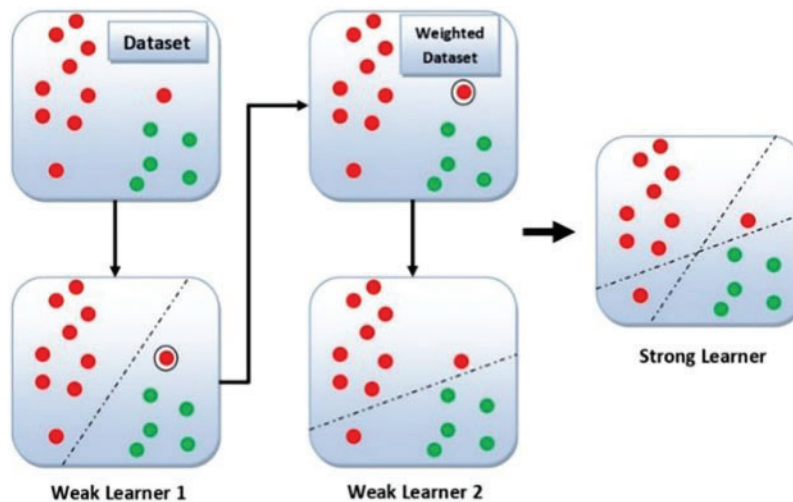 Dataset
Weighted
Dataset
Weak Learner 1
Weak Learner 2
Strong Learner